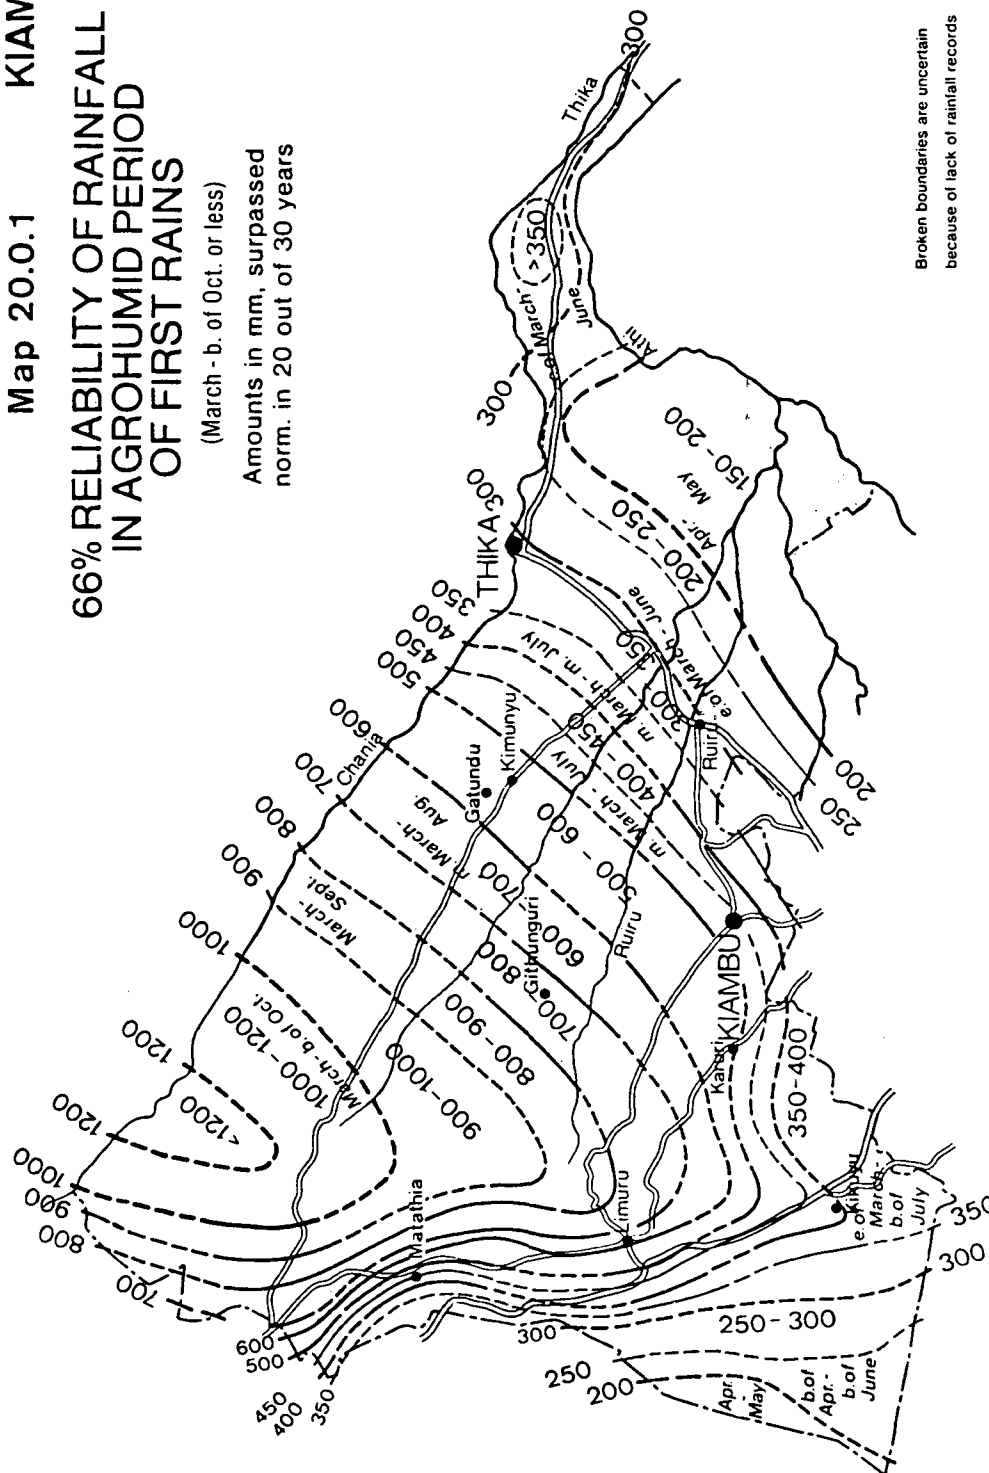 Map 20.0.1 KIAM
66% RELIABILITY OF RAINFALL
IN AGROHUMID PERIOD
OF FIRST RAINS
(March - b. of Oct. or less)
Amounts in mm, surpassed
norm. in 20 out of 30 years
Broken boundaries are uncertain
because of lack of rainfall records
300
Thika
>350
e.of March-
June
300
Athi
150-200
Apr.- May
200-250
THIKA
300
350
400
450
500
600
700
800
900
1000
1200
1200
1000
900
800
700
600
500
450
400
350
Chania
m. March - m. July
350
e.of March - June
300
Ruiru
200
250
Kimunyu
Gatundu
450
400
m. March - July
500 - 600
m. March- Aug.
600 700
Ruiru
March- Sept.
700 800
Githunguri
800 - 900
900-1000
March - b.of Oct.
1000-1200
<1200
KIAMBU
Karuri
350-400
Kikuyu
e.of March- b.of July
350
300
Limuru
Matathia
300
250-300
250
200
Apr.- May
b.of Apr.- b.of June